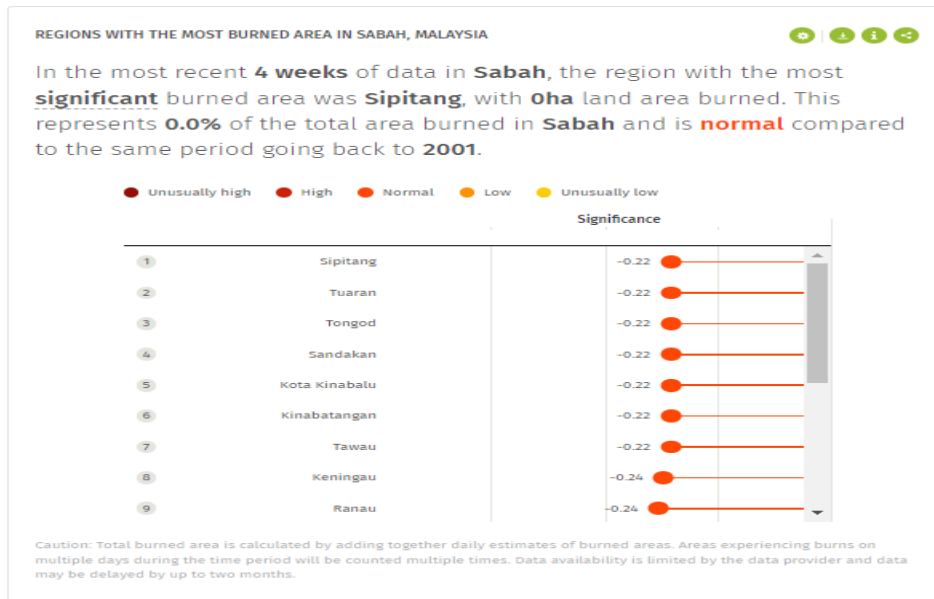 REGIONS WITH THE MOST BURNED AREA IN SABAH, MALAYSIA
In the most recent 4 weeks of data in Sabah, the region with the most
significant burned area was Sipitang, with 0ha land area burned. This
represents 0.0% of the total area burned in Sabah and is normal compared
to the same period going back to 2001.
Unusually high High Normal Low Unusually low
Significance
1 Sipitang -0.22
2 Tuaran -0.22
3 Tongod -0.22
4 Sandakan -0.22
5 Kota Kinabalu -0.22
6 Kinabatangan -0.22
7 Tawau -0.22
8 Keningau -0.24
9 Ranau -0.24
Caution: Total burned area is calculated by adding together daily estimates of burned areas. Areas experiencing burns on
multiple days during the time period will be counted multiple times. Data availability is limited by the data provider and data
may be delayed by up to two months.